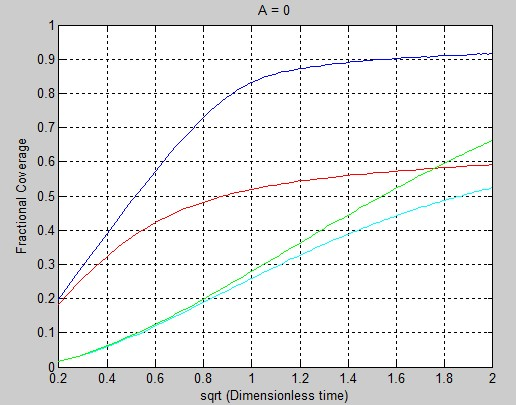 A = 0
1
0.9
0.8
0.7
0.6
0.5
0.4
0.3
0.2
0.1
0
Fractional Coverage
0.2 0.4 0.6 0.8 1 1.2 1.4 1.6 1.8 2
sqrt (Dimensionless time)